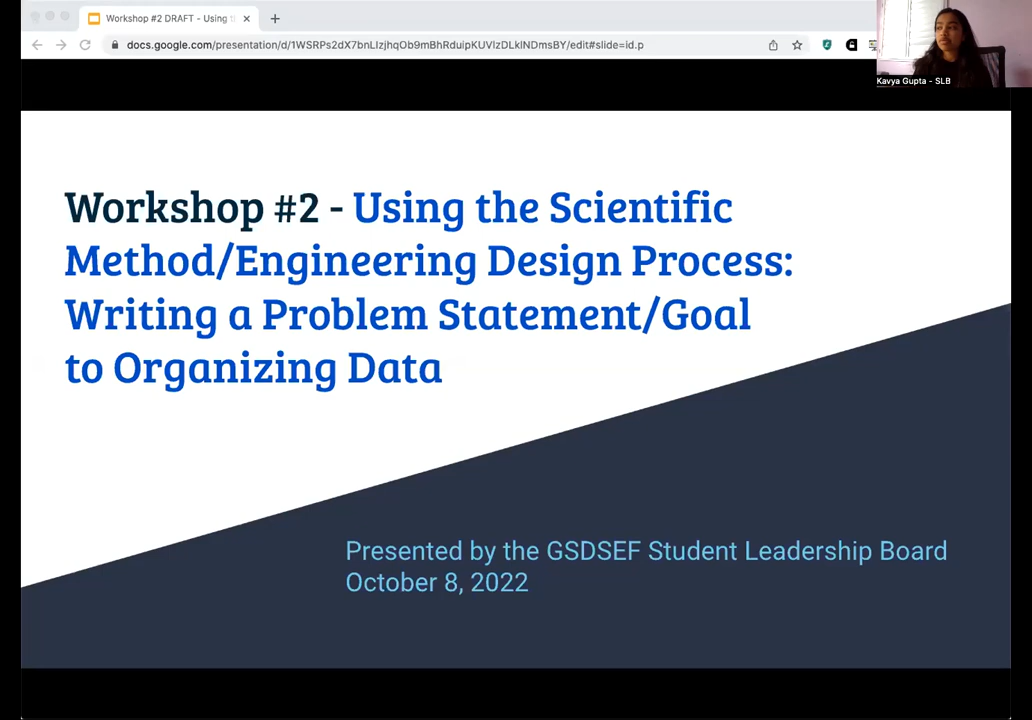 Workshop #2 DRAFT - Using t
docs.google.com/presentation/d/1WSRPs2dX7bnLIzjhqOb9mBhRduipKUVIzDLkINDmsBY/edit#slide=id.p
Kavya Gupta - SLB
Workshop #2 - Using the Scientific
Method/Engineering Design Process:
Writing a Problem Statement/Goal
to Organizing Data
Presented by the GSDSEF Student Leadership Board
October 8, 2022